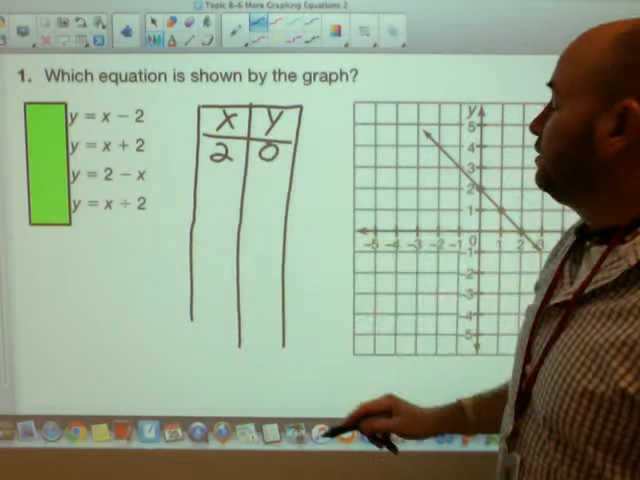 Topic 8-6 More Graphing Equations 2
1. Which equation is shown by the graph?
y = x − 2
y = x + 2
y = 2 − x
y = x ÷ 2
X Y
2 0
y
5
4
3
2
1
-5 -4 -3 -2 -1 0 1 2 3
-1
-2
-3
-4
-5